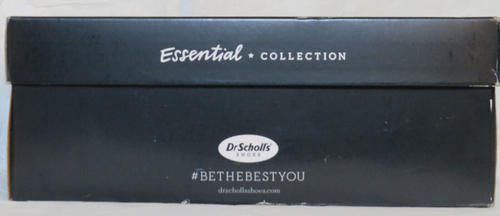 Essential ★ COLLECTION
Dr Scholl's
SHOES
#BETHEBESTYOU
drschollsshoes.com